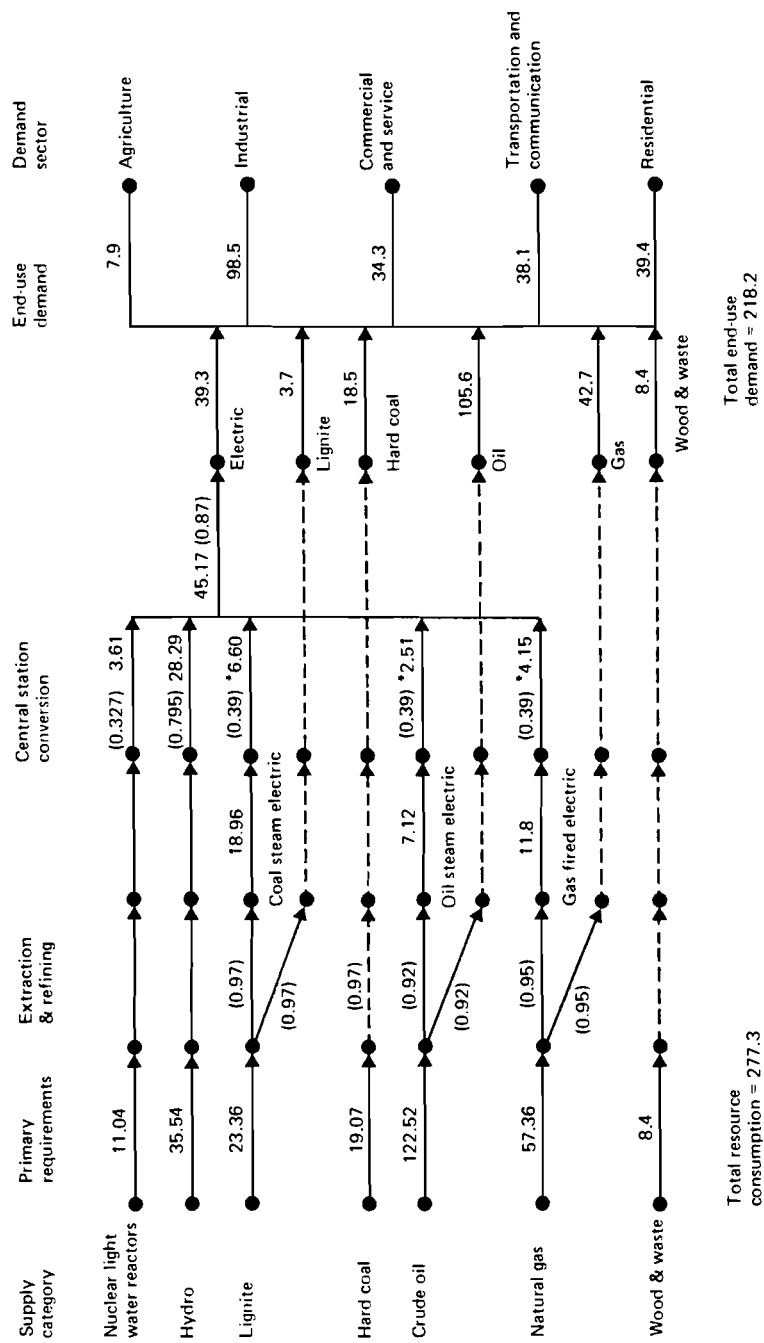 Supply
category
Primary
requirements
Extraction
& refining
Central station
conversion
End-use
demand
Demand
sector
Nuclear light
water reactors
11.04
(0.327) 3.61
Hydro
35.54
(0.795) 28.29
Lignite
23.36
(0.97)
18.96
(0.39) *6.60
(0.97)
Coal steam electric
Hard coal
19.07
(0.97)
Crude oil
122.52
(0.92)
7.12
(0.39) *2.51
(0.92)
Oil steam electric
Natural gas
57.36
(0.95)
11.8
(0.39) *4.15
(0.95)
Gas fired electric
Wood & waste
8.4
45.17 (0.87)
Electric
39.3
Lignite
3.7
Hard coal
18.5
Oil
105.6
Gas
42.7
Wood & waste
8.4
7.9
Agriculture
98.5
Industrial
34.3
Commercial
and service
38.1
Transportation and
communication
39.4
Residential
Total resource
consumption = 277.3
Total end-use
demand = 218.2